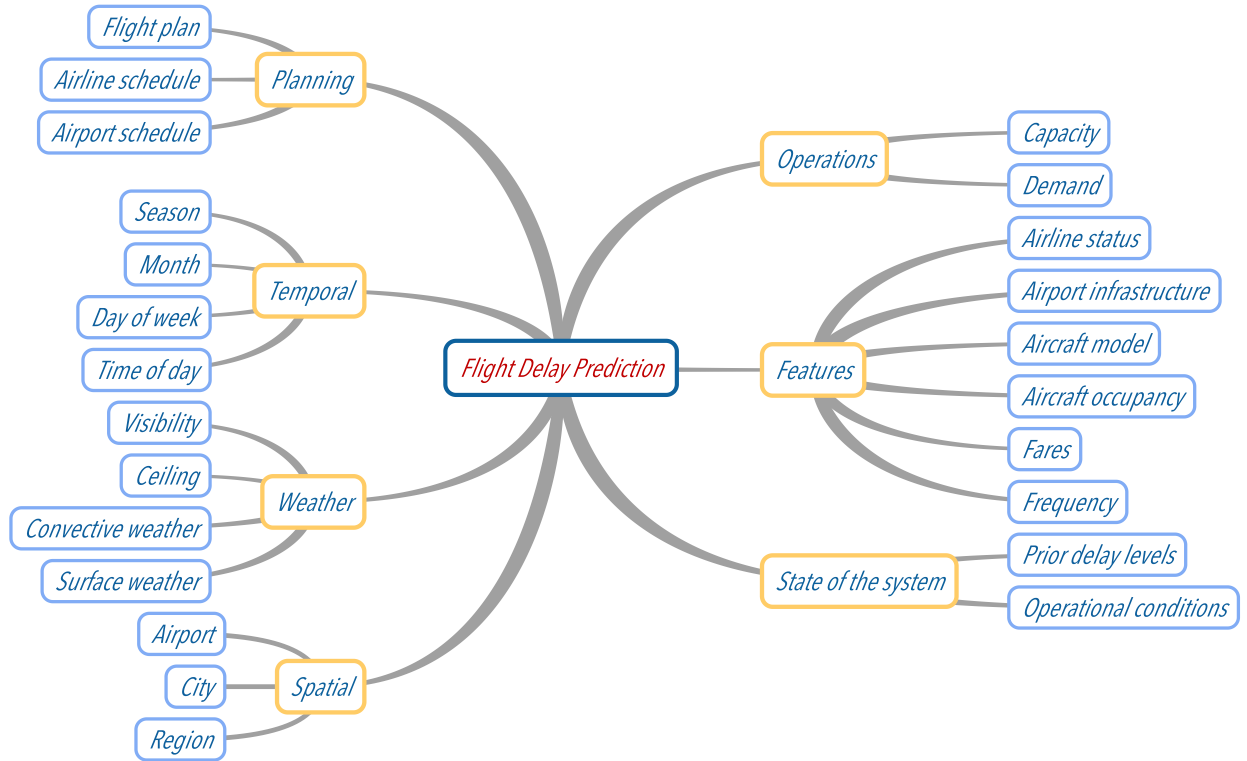 Flight plan
Airline schedule
Airport schedule
Planning
Season
Month
Day of week
Time of day
Temporal
Visibility
Ceiling
Convective weather
Surface weather
Weather
Airport
City
Region
Spatial
Flight Delay Prediction
Operations
Capacity
Demand
Features
Airline status
Airport infrastructure
Aircraft model
Aircraft occupancy
Fares
Frequency
State of the system
Prior delay levels
Operational conditions